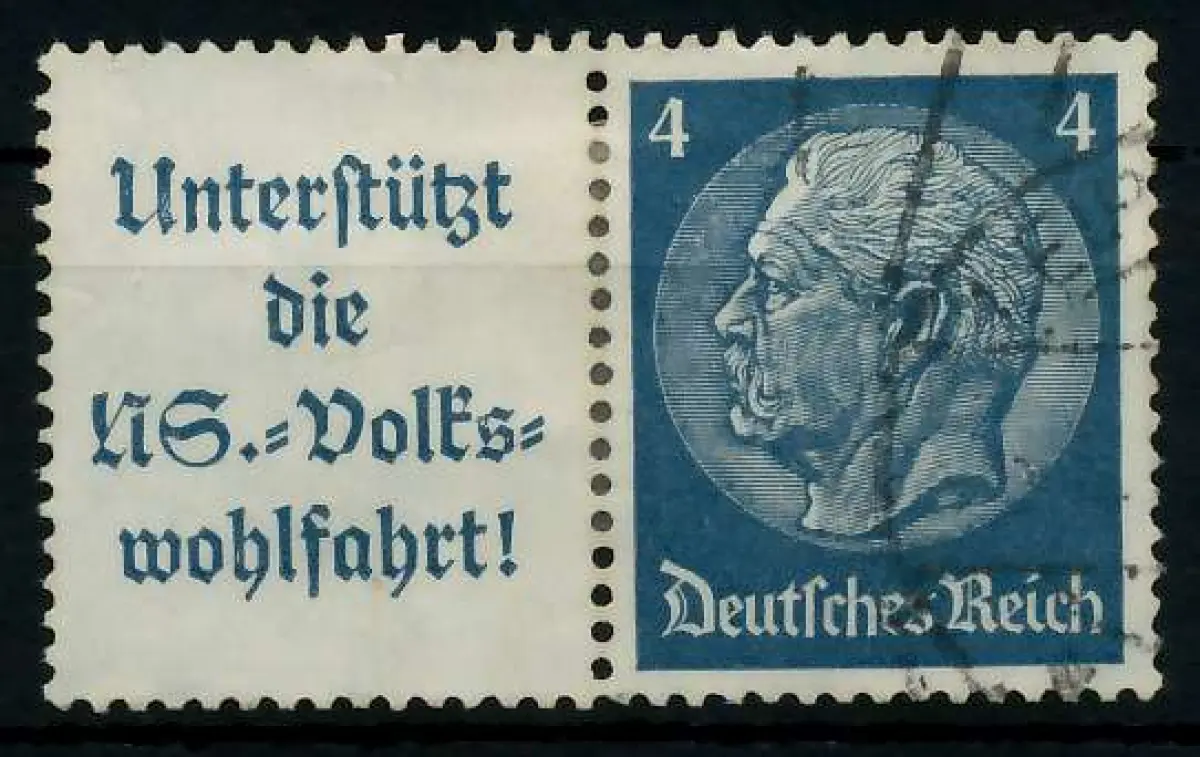 Unterſtützt
die
NS.-Volks-
wohlfahrt!
4 4
Deutſches Reich